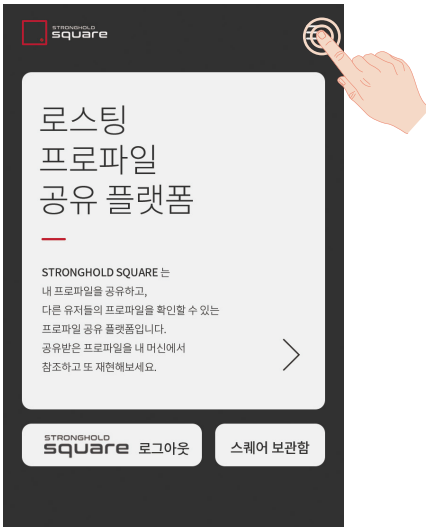 STRONGHOLD
square
로스팅
프로파일
공유 플랫폼
STRONGHOLD SQUARE 는
내 프로파일을 공유하고,
다른 유저들의 프로파일을 확인할 수 있는
프로파일 공유 플랫폼입니다.
공유받은 프로파일을 내 머신에서
참조하고 또 재현해보세요.
STRONGHOLD
square 로그아웃
스퀘어 보관함